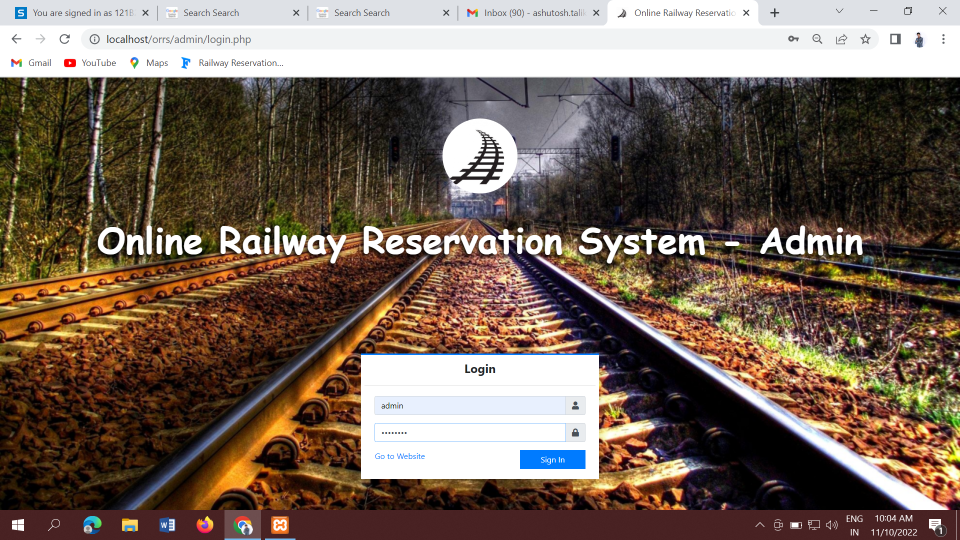 You are signed in as 121B
Search Search
Search Search
Inbox (90) - ashutosh.talik
Online Railway Reservatio
localhost/orrs/admin/login.php
Gmail
YouTube
Maps
Railway Reservation...
Online Railway Reservation System - Admin
Login
admin
••••••••
Go to Website
Sign In
ENG
IN
10:04 AM
11/10/2022
1